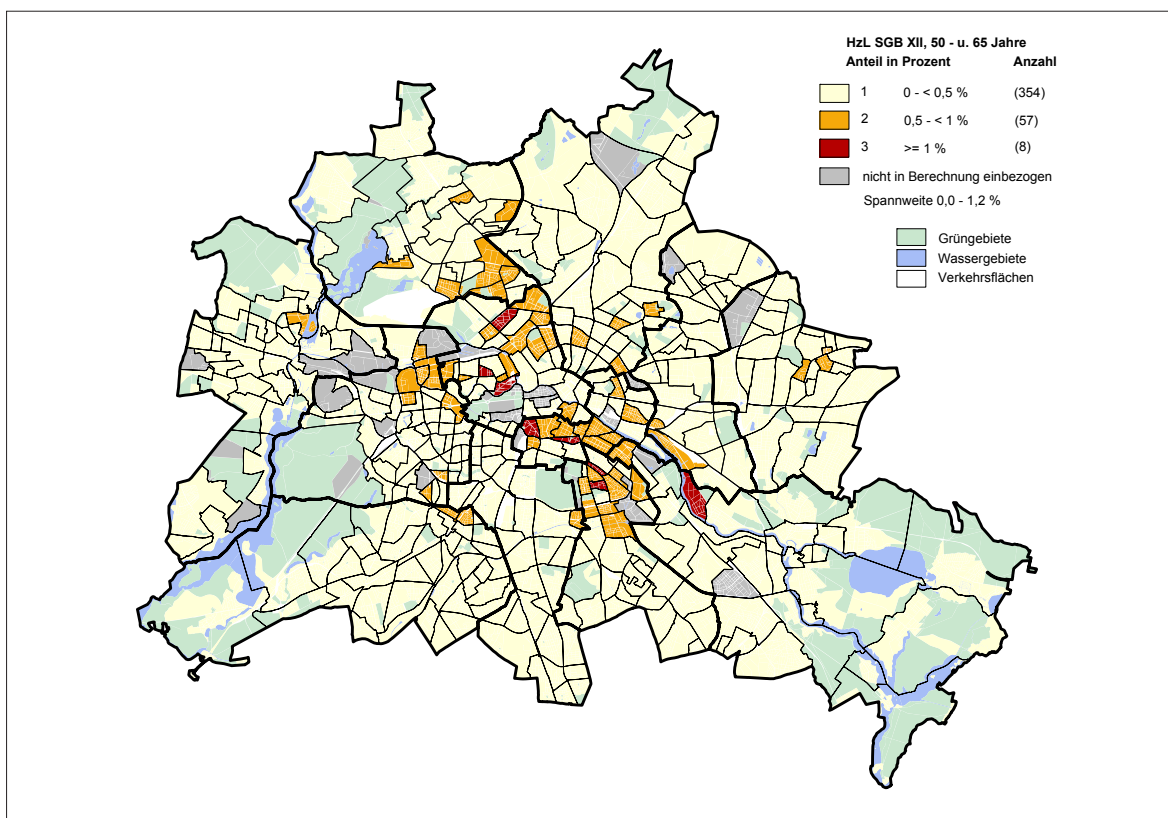 HzL SGB XII, 50 - u. 65 Jahre
Anteil in Prozent Anzahl
1 0 - < 0,5 % (354)
2 0,5 - < 1 % (57)
3 >= 1 % (8)
nicht in Berechnung einbezogen
Spannweite 0,0 - 1,2 %
Grüngebiete
Wassergebiete
Verkehrsflächen